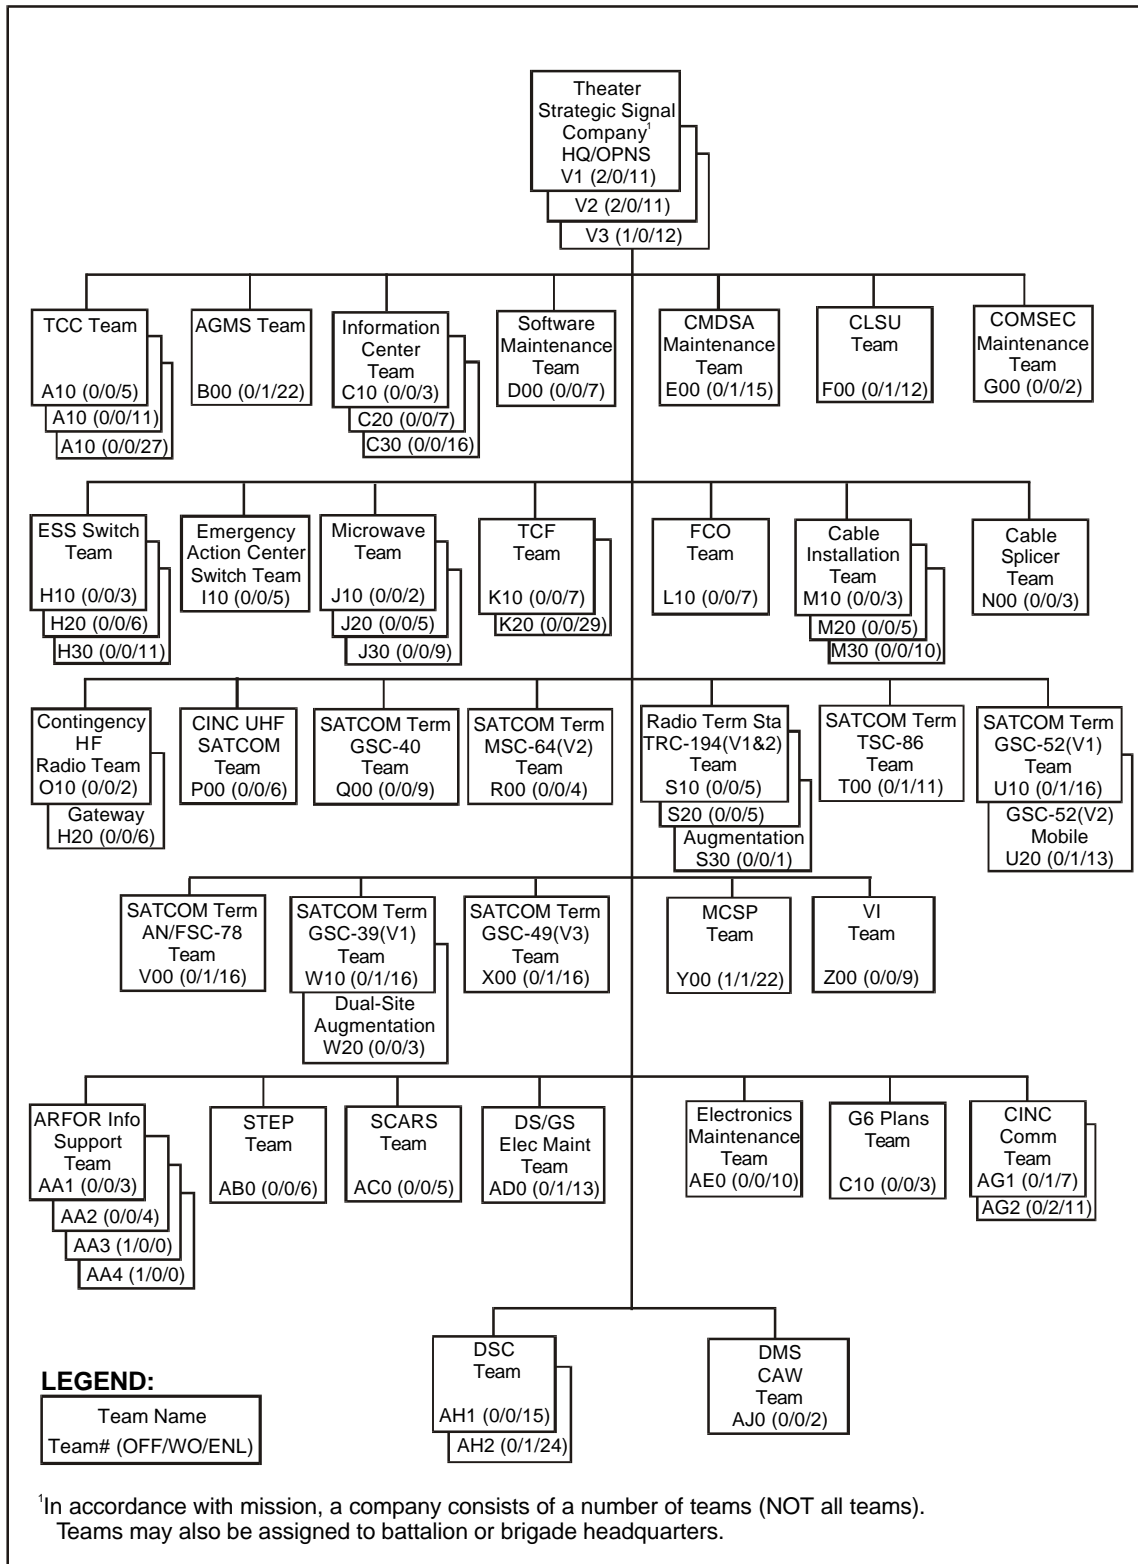 Theater
Strategic Signal
Company¹
HQ/OPNS
V1 (2/0/11)
V2 (2/0/11)
V3 (1/0/12)
TCC Team
A10 (0/0/5)
A10 (0/0/11)
A10 (0/0/27)
AGMS Team
B00 (0/1/22)
Information
Center
Team
C10 (0/0/3)
C20 (0/0/7)
C30 (0/0/16)
Software
Maintenance
Team
D00 (0/0/7)
CMDSA
Maintenance
Team
E00 (0/1/15)
CLSU
Team
F00 (0/1/12)
COMSEC
Maintenance
Team
G00 (0/0/2)
ESS Switch
Team
H10 (0/0/3)
H20 (0/0/6)
H30 (0/0/11)
Emergency
Action Center
Switch Team
I10 (0/0/5)
Microwave
Team
J10 (0/0/2)
J20 (0/0/5)
J30 (0/0/9)
TCF
Team
K10 (0/0/7)
K20 (0/0/29)
FCO
Team
L10 (0/0/7)
Cable
Installation
Team
M10 (0/0/3)
M20 (0/0/5)
M30 (0/0/10)
Cable
Splicer
Team
N00 (0/0/3)
Contingency
HF
Radio Team
O10 (0/0/2)
Gateway
H20 (0/0/6)
CINC UHF
SATCOM
Team
P00 (0/0/6)
SATCOM Term
GSC-40
Team
Q00 (0/0/9)
SATCOM Term
MSC-64(V2)
Team
R00 (0/0/4)
Radio Term Sta
TRC-194(V1&2)
Team
S10 (0/0/5)
S20 (0/0/5)
Augmentation
S30 (0/0/1)
SATCOM Term
TSC-86
Team
T00 (0/1/11)
SATCOM Term
GSC-52(V1)
Team
U10 (0/1/16)
GSC-52(V2)
Mobile
U20 (0/1/13)
SATCOM Term
AN/FSC-78
Team
V00 (0/1/16)
SATCOM Term
GSC-39(V1)
Team
W10 (0/1/16)
Dual-Site
Augmentation
W20 (0/0/3)
SATCOM Term
GSC-49(V3)
Team
X00 (0/1/16)
MCSP
Team
Y00 (1/1/22)
VI
Team
Z00 (0/0/9)
ARFOR Info
Support
Team
AA1 (0/0/3)
AA2 (0/0/4)
AA3 (1/0/0)
AA4 (1/0/0)
STEP
Team
AB0 (0/0/6)
SCARS
Team
AC0 (0/0/5)
DS/GS
Elec Maint
Team
AD0 (0/1/13)
Electronics
Maintenance
Team
AE0 (0/0/10)
G6 Plans
Team
C10 (0/0/3)
CINC
Comm
Team
AG1 (0/1/7)
AG2 (0/2/11)
DSC
Team
AH1 (0/0/15)
AH2 (0/1/24)
DMS
CAW
Team
AJ0 (0/0/2)
LEGEND:
Team Name
Team# (OFF/WO/ENL)
¹In accordance with mission, a company consists of a number of teams (NOT all teams).
Teams may also be assigned to battalion or brigade headquarters.